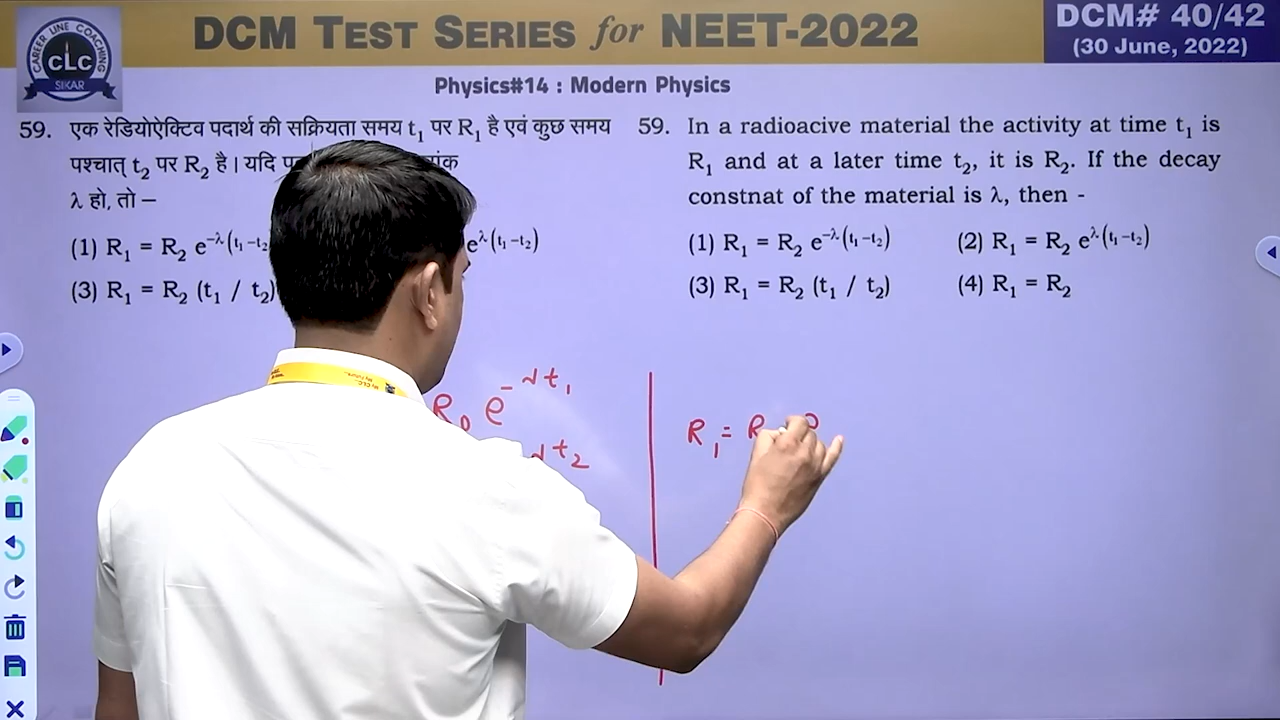 DCM TEST SERIES for NEET-2022
DCM# 40/42
(30 June, 2022)
CAREER LINE COACHING
CLC
SIKAR
Physics#14 : Modern Physics
59. एक रेडियोऐक्टिव पदार्थ की सक्रियता समय t₁ पर R₁ है एवं कुछ समय
पश्चात् t₂ पर R₂ है। यदि
λ हो, तो –
(1) R₁ = R₂ e^-λ(t₁-t₂
e^λ(t₁-t₂)
(3) R₁ = R₂ (t₁ / t₂)
59. In a radioacive material the activity at time t₁ is
R₁ and at a later time t₂, it is R₂. If the decay
constnat of the material is λ, then -
(1) R₁ = R₂ e^-λ(t₁-t₂)
(2) R₁ = R₂ e^λ(t₁-t₂)
(3) R₁ = R₂ (t₁ / t₂)
(4) R₁ = R₂
R₀ e^-λt₁
λt₂
R₁ = R